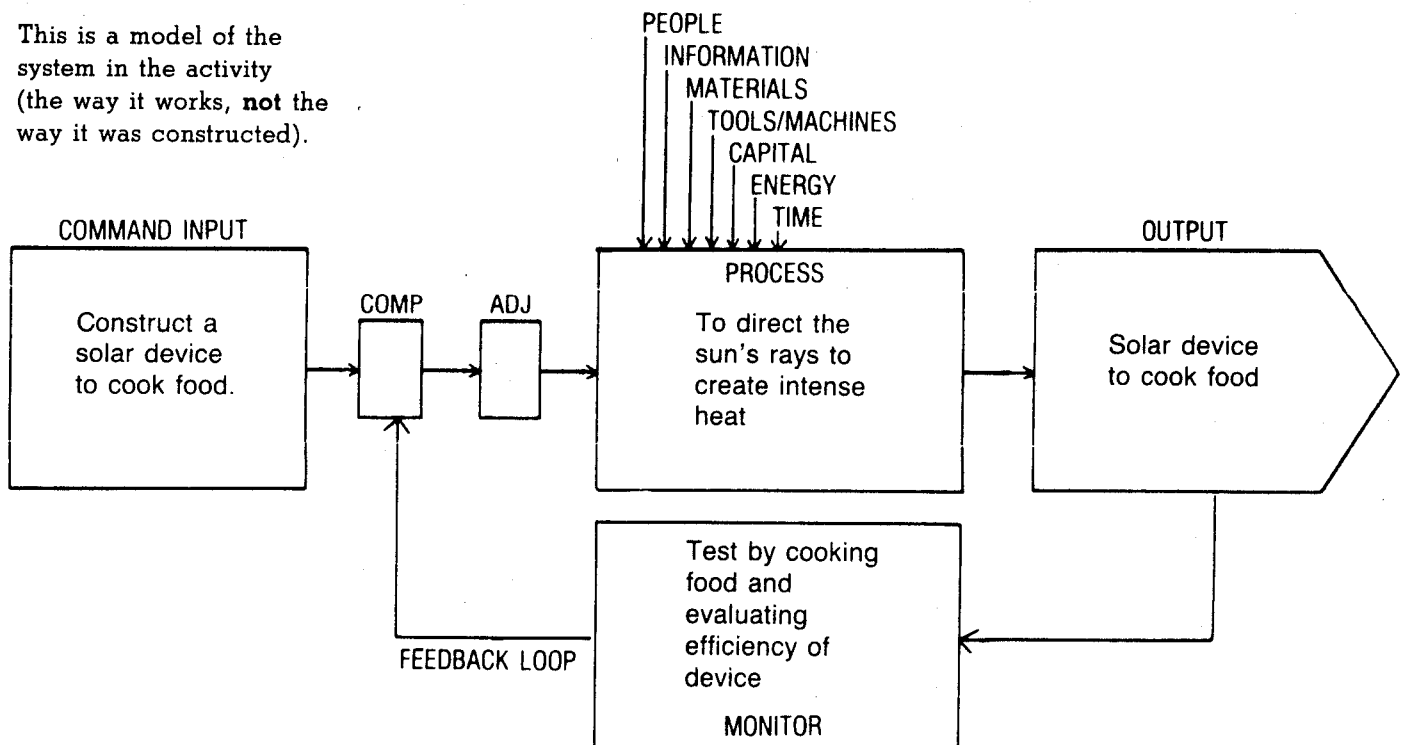 This is a model of the
system in the activity
(the way it works, not the
way it was constructed).
PEOPLE
INFORMATION
MATERIALS
TOOLS/MACHINES
CAPITAL
ENERGY
TIME
COMMAND INPUT
Construct a
solar device
to cook food.
COMP
ADJ
PROCESS
To direct the
sun's rays to
create intense
heat
OUTPUT
Solar device
to cook food
FEEDBACK LOOP
Test by cooking
food and
evaluating
efficiency of
device
MONITOR